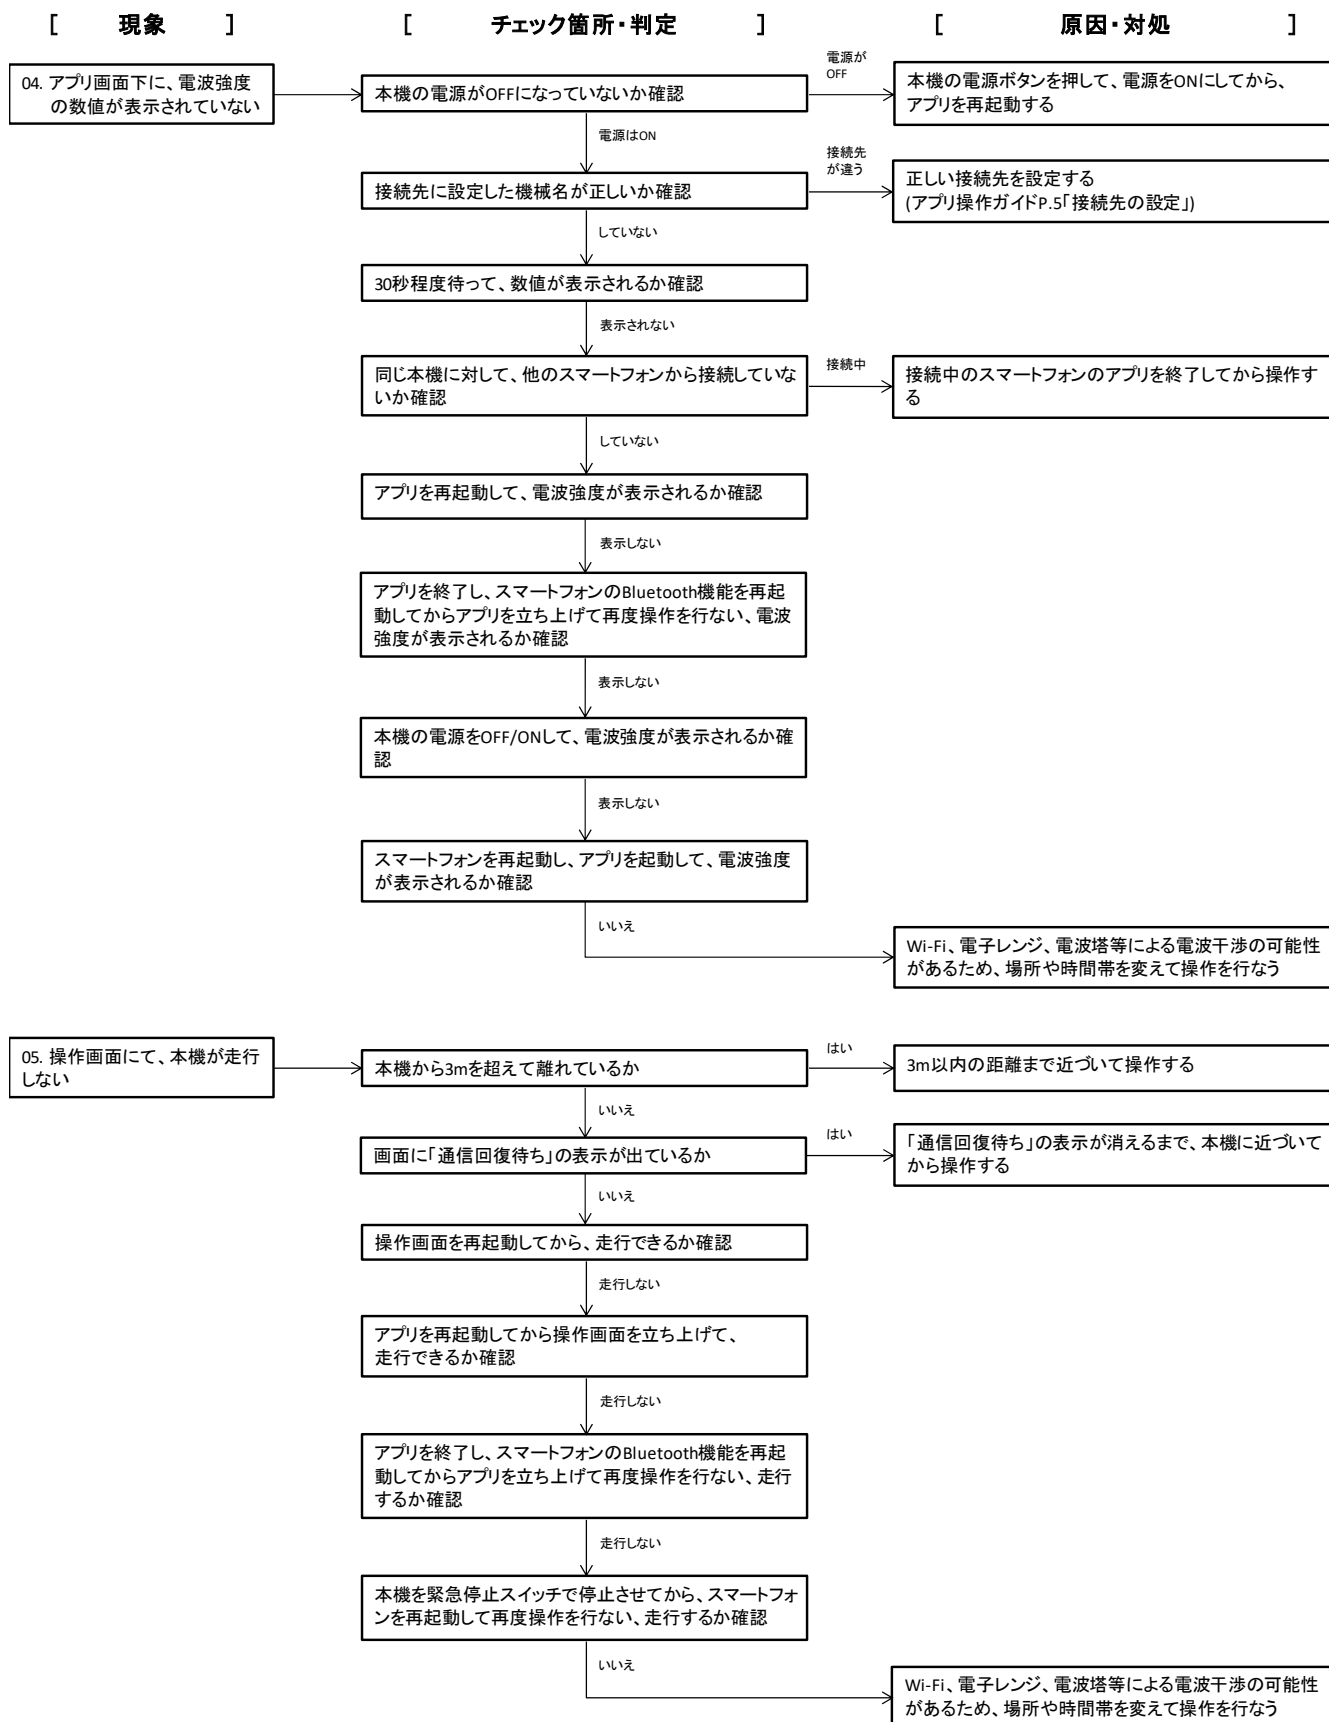 [ 現象 ]
[ チェック箇所・判定 ]
[ 原因・対処 ]
04. アプリ画面下に、電波強度
の数値が表示されていない
本機の電源がOFFになっていないか確認
電源が
OFF
本機の電源ボタンを押して、電源をONにしてから、
アプリを再起動する
電源はON
接続先に設定した機械名が正しいか確認
接続先
が違う
正しい接続先を設定する
(アプリ操作ガイドP.5「接続先の設定」)
していない
30秒程度待って、数値が表示されるか確認
表示されない
同じ本機に対して、他のスマートフォンから接続していな
いか確認
接続中
接続中のスマートフォンのアプリを終了してから操作す
る
していない
アプリを再起動して、電波強度が表示されるか確認
表示しない
アプリを終了し、スマートフォンのBluetooth機能を再起
動してからアプリを立ち上げて再度操作を行ない、電波
強度が表示されるか確認
表示しない
本機の電源をOFF/ONして、電波強度が表示されるか確
認
表示しない
スマートフォンを再起動し、アプリを起動して、電波強度
が表示されるか確認
いいえ
Wi-Fi、電子レンジ、電波塔等による電波干渉の可能性
があるため、場所や時間帯を変えて操作を行なう
05. 操作画面にて、本機が走行
しない
本機から3mを超えて離れているか
はい
3m以内の距離まで近づいて操作する
いいえ
画面に「通信回復待ち」の表示が出ているか
はい
「通信回復待ち」の表示が消えるまで、本機に近づいて
から操作する
いいえ
操作画面を再起動してから、走行できるか確認
走行しない
アプリを再起動してから操作画面を立ち上げて、
走行できるか確認
走行しない
アプリを終了し、スマートフォンのBluetooth機能を再起
動してからアプリを立ち上げて再度操作を行ない、走行
するか確認
走行しない
本機を緊急停止スイッチで停止させてから、スマートフォ
ンを再起動して再度操作を行ない、走行するか確認
いいえ
Wi-Fi、電子レンジ、電波塔等による電波干渉の可能性
があるため、場所や時間帯を変えて操作を行なう